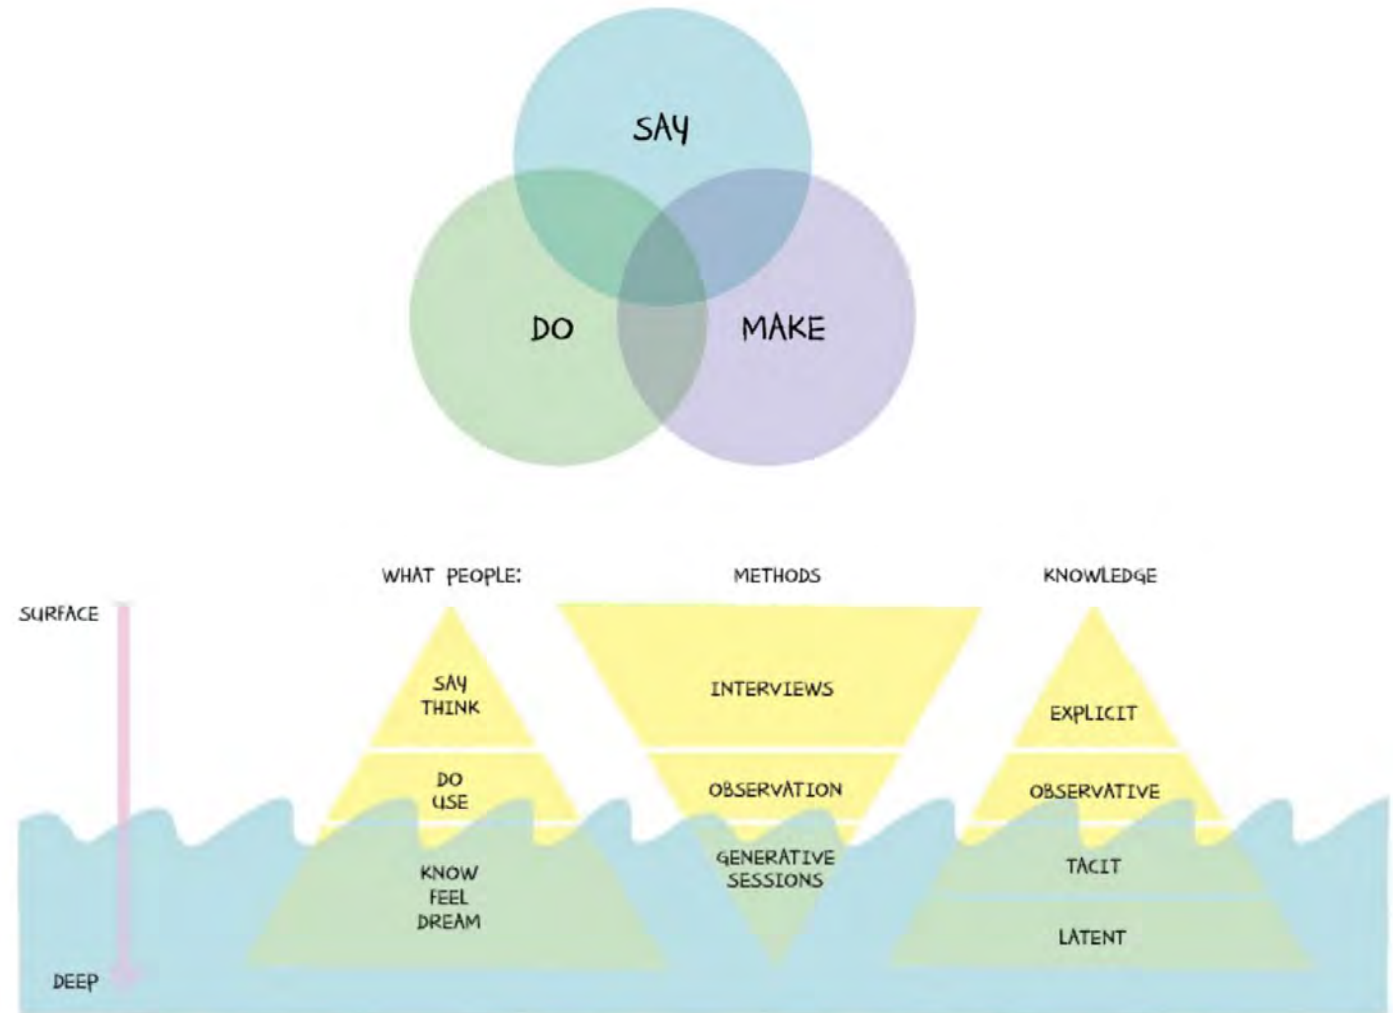 SAY
DO
MAKE
WHAT PEOPLE:
METHODS
KNOWLEDGE
SURFACE
SAY
THINK
INTERVIEWS
EXPLICIT
DO
USE
OBSERVATION
OBSERVATIVE
KNOW
FEEL
DREAM
GENERATIVE
SESSIONS
TACIT
LATENT
DEEP